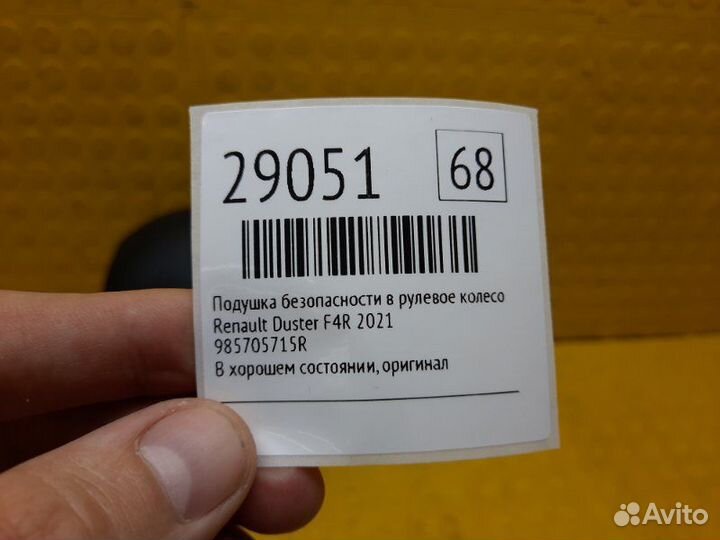 29051
68
Подушка безопасности в рулевое колесо
Renault Duster F4R 2021
985705715R
В хорошем состоянии, оригинал
Avito